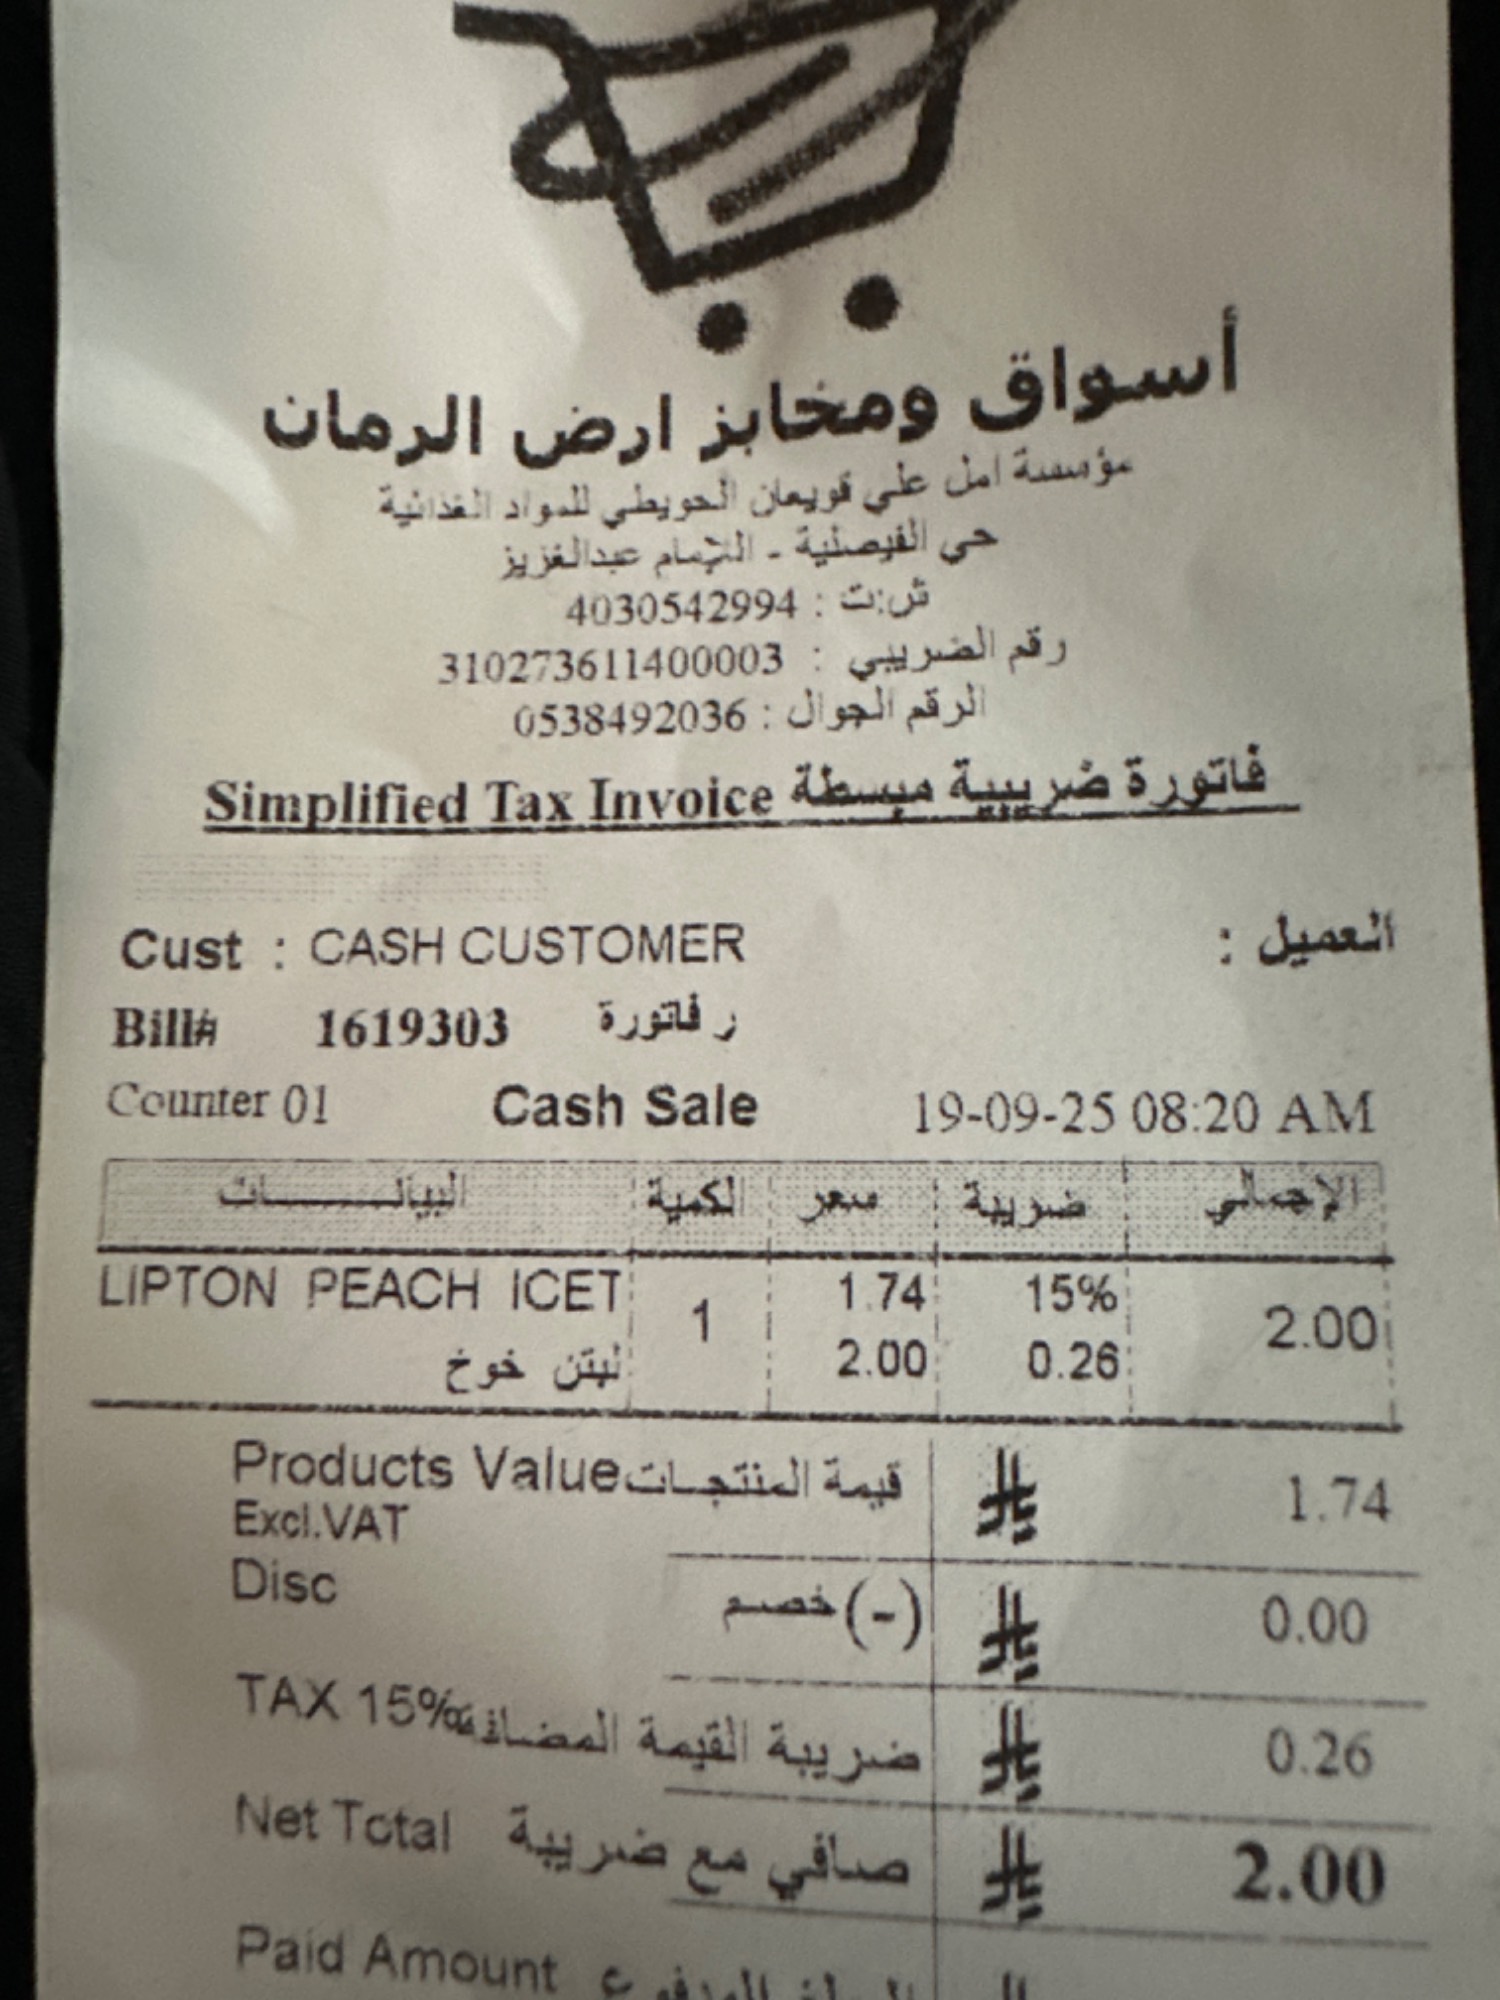 أسواق ومخابز ارض الرمان
مؤسسة امل علي قويعان الحويطي للمواد الغذائية
حي الفيصلية - الإمام عبدالعزيز
س:ت : 4030542994
رقم الضريبي : 310273611400003
الرقم الجوال : 0538492036
Simplified Tax Invoice فاتورة ضريبية مبسطة
Cust : CASH CUSTOMER العميل :
Bill# 1619303 ر فاتورة
Counter 01 Cash Sale 19-09-25 08:20 AM
البيانـــــــات الكمية سعر ضريبة الإجمالي
LIPTON PEACH ICET 1 1.74 15% 2.00
ليتن خوخ 2.00 0.26
Products Value قيمة المنتجـات 1.74
Excl.VAT
Disc خصم (-) 0.00
TAX 15% ضريبة القيمة المضافة 0.26
Net Total صافي مع ضريبة 2.00
Paid Amount